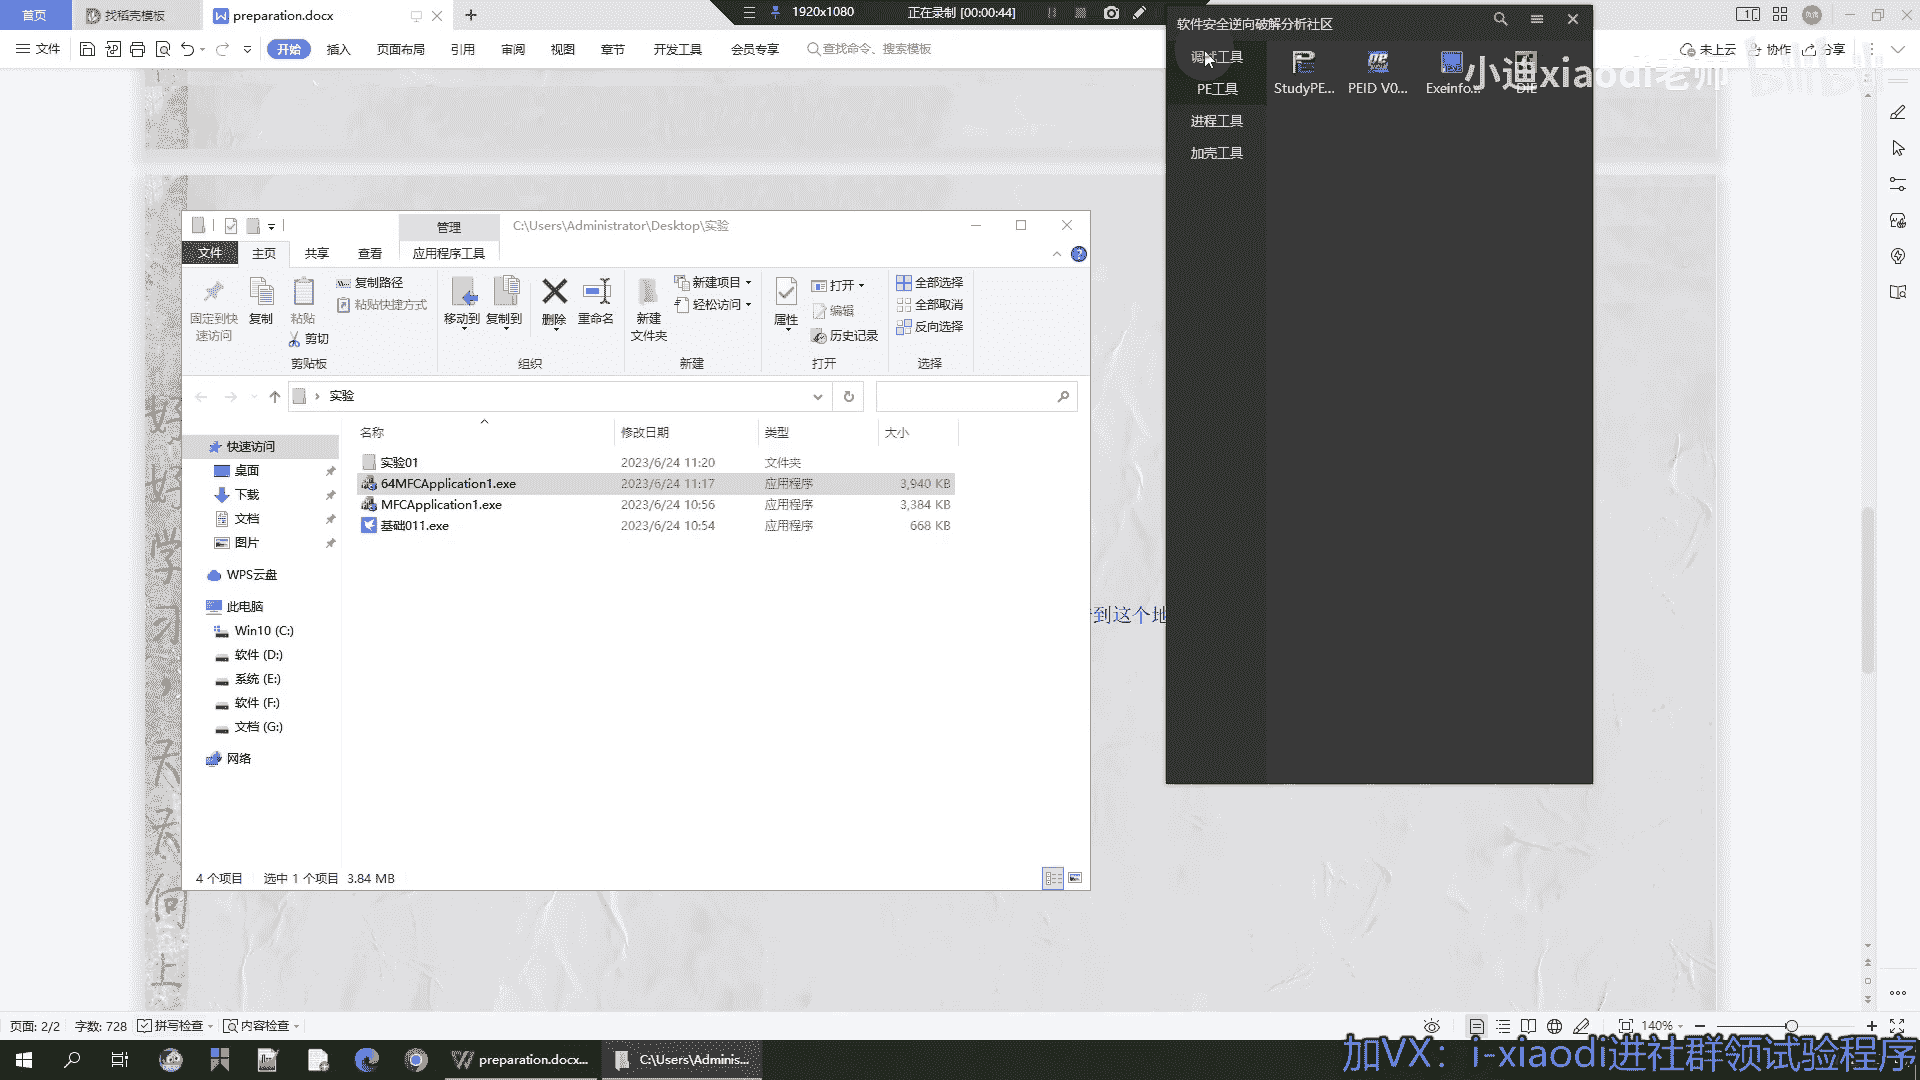 首页
找稻壳模板
preparation.docx
1920x1080
正在录制 [00:00:44]
文件
开始
插入
页面布局
引用
审阅
视图
章节
开发工具
会员专享
查找命令、搜索模板
未上云
协作
分享
软件安全逆向破解分析社区
调试工具
PE工具
进程工具
加壳工具
StudyPE...
PEID V0...
Exeinfo...
DIE
小迪xiaodi老师
bilibili
管理
C:\Users\Administrator\Desktop\实验
文件
主页
共享
查看
应用程序工具
固定到快速访问
复制
粘贴
复制路径
粘贴快捷方式
剪切
剪贴板
移动到
复制到
删除
重命名
组织
新建文件夹
新建项目
轻松访问
新建
属性
打开
编辑
历史记录
打开
全部选择
全部取消
反向选择
选择
实验
名称
修改日期
类型
大小
实验01
2023/6/24 11:20
文件夹
64MFCApplication1.exe
2023/6/24 11:17
应用程序
3,940 KB
MFCApplication1.exe
2023/6/24 10:56
应用程序
3,384 KB
基础011.exe
2023/6/24 10:54
应用程序
668 KB
快速访问
桌面
下载
文档
图片
WPS云盘
此电脑
Win10 (C:)
软件 (D:)
系统 (E:)
软件 (F:)
文档 (G:)
网络
4 个项目
选中 1 个项目 3.84 MB
到这个地
好好学习，天天向上
页面: 2/2
字数: 728
拼写检查
内容检查
140%
preparation.docx...
C:\Users\Adminis...
加VX：i-xiaodi进社群领试验程序